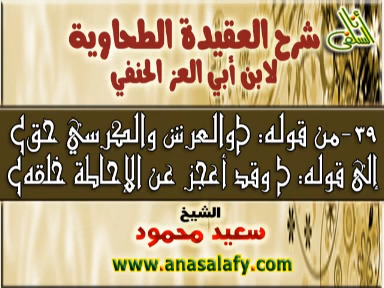 أنا السلفي
شرح العقيدة الطحاوية
لابن أبي العز الحنفي
٣٩-من قوله: (والعرش والكرسي حق)
إلى قوله: ( وقد أعجز عن الإحاطة خلقه)
الشيخ
سعيد محمود
www.anasalafy.com